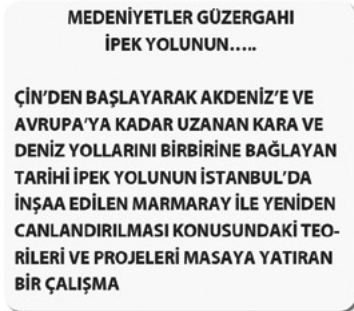 MEDENİYETLER GÜZERGAHI
İPEK YOLUNUN.....
ÇİN'DEN BAŞLAYARAK AKDENİZ'E VE
AVRUPA'YA KADAR UZANAN KARA VE
DENİZ YOLLARINI BİRBİRİNE BAĞLAYAN
TARİHİ İPEK YOLUNUN İSTANBUL'DA
İNŞAA EDİLEN MARMARAY İLE YENİDEN
CANLANDIRILMASI KONUSUNDAKİ TEO-
RİLERİ VE PROJELERİ MASAYA YATIRAN
BİR ÇALIŞMA